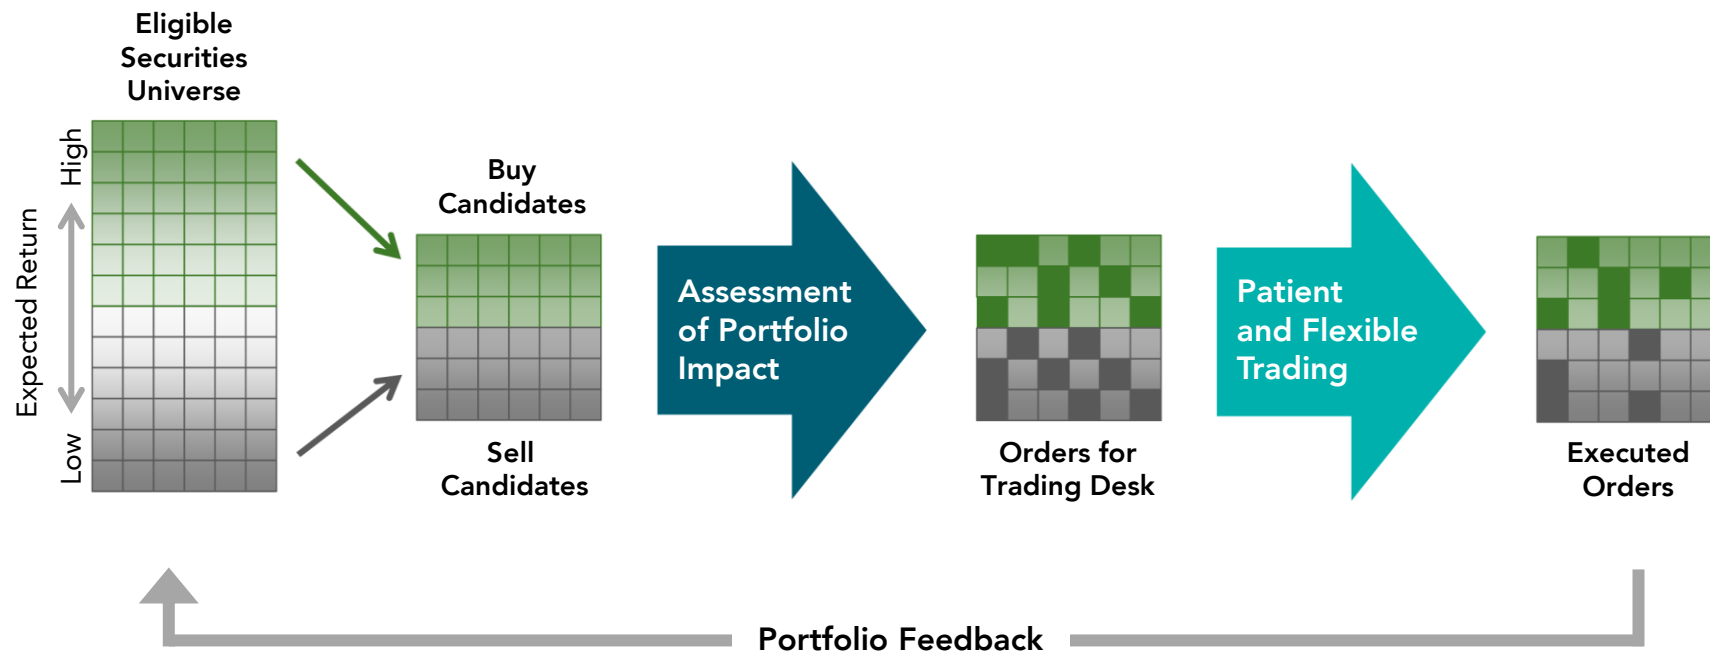 Eligible
Securities
Universe
High
Expected Return
Low
Buy
Candidates
Sell
Candidates
Assessment
of Portfolio
Impact
Orders for
Trading Desk
Patient
and Flexible
Trading
Executed
Orders
Portfolio Feedback